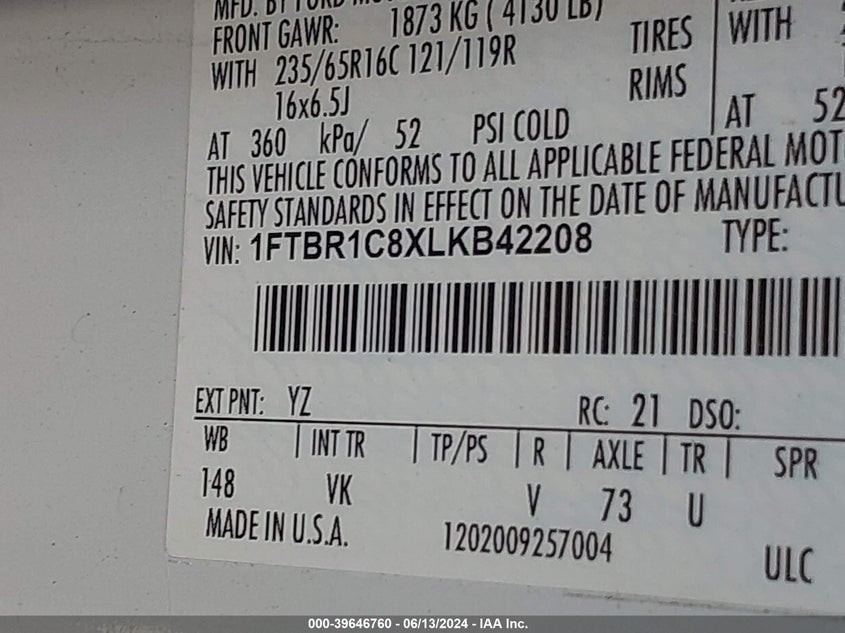 MFD. BY FORD MO
FRONT GAWR: 1873 KG ( 4130 LB)
WITH 235/65R16C 121/119R TIRES WITH
16x6.5J RIMS
AT 360 kPa/ 52 PSI COLD AT 52
THIS VEHICLE CONFORMS TO ALL APPLICABLE FEDERAL MOT
SAFETY STANDARDS IN EFFECT ON THE DATE OF MANUFACTU
VIN: 1FTBR1C8XLKB42208 TYPE:
EXT PNT: YZ RC: 21 DSO:
WB INT TR TP/PS R AXLE TR SPR
148 VK V 73 U
MADE IN U.S.A. 1202009257004 ULC
000-39646760 - 06/13/2024 - IAA Inc.